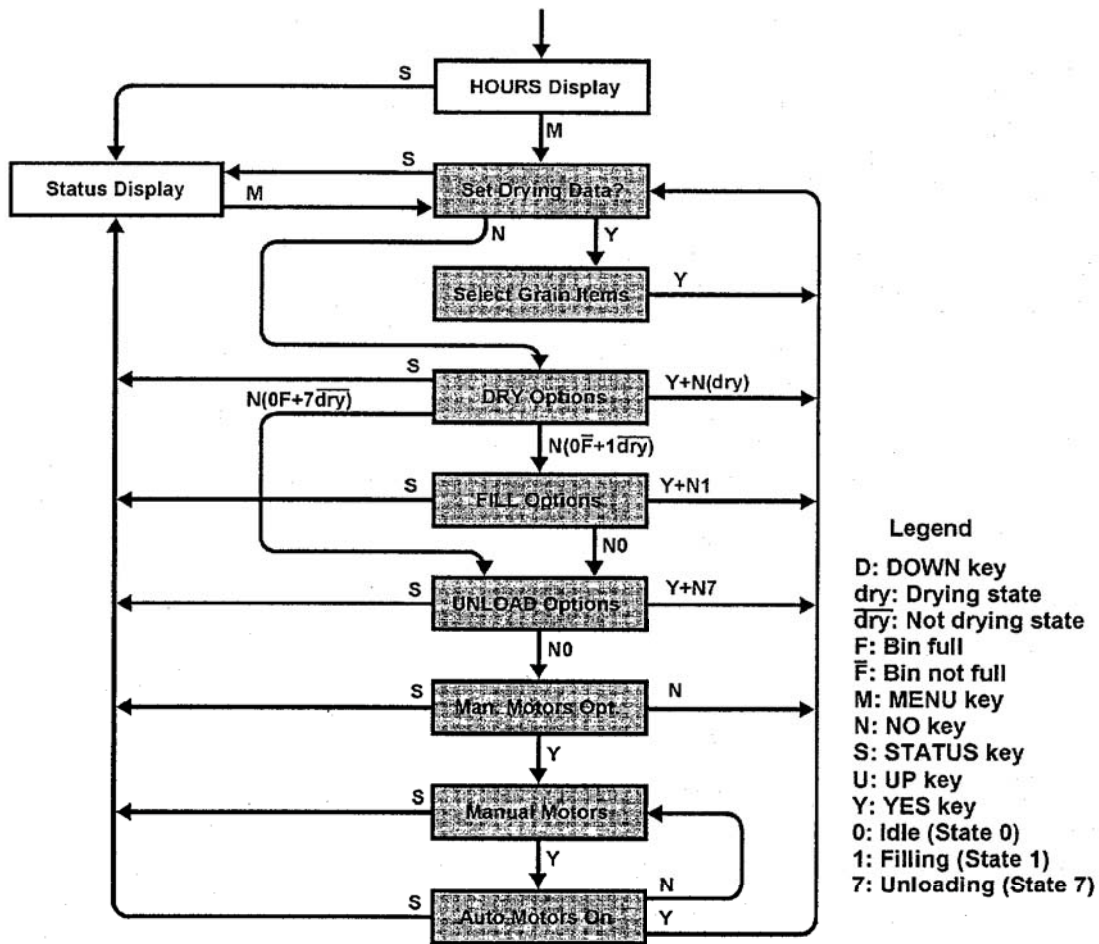 S
HOURS Display
M
Status Display
S
M
Set Drying Data?
N
Y
Select Grain Items
Y
S
DRY Options
Y+N(dry)
N(0F+7d̅r̅y̅)
N(0F̅+1d̅r̅y̅)
S
FILL Options
Y+N1
N0
S
UNLOAD Options
Y+N7
N0
S
Man. Motors Opt.
N
Y
S
Manual Motors
Y
N
S
Auto Motors On
Y
Legend
D: DOWN key
dry: Drying state
d̅r̅y̅: Not drying state
F: Bin full
F̅: Bin not full
M: MENU key
N: NO key
S: STATUS key
U: UP key
Y: YES key
0: Idle (State 0)
1: Filling (State 1)
7: Unloading (State 7)